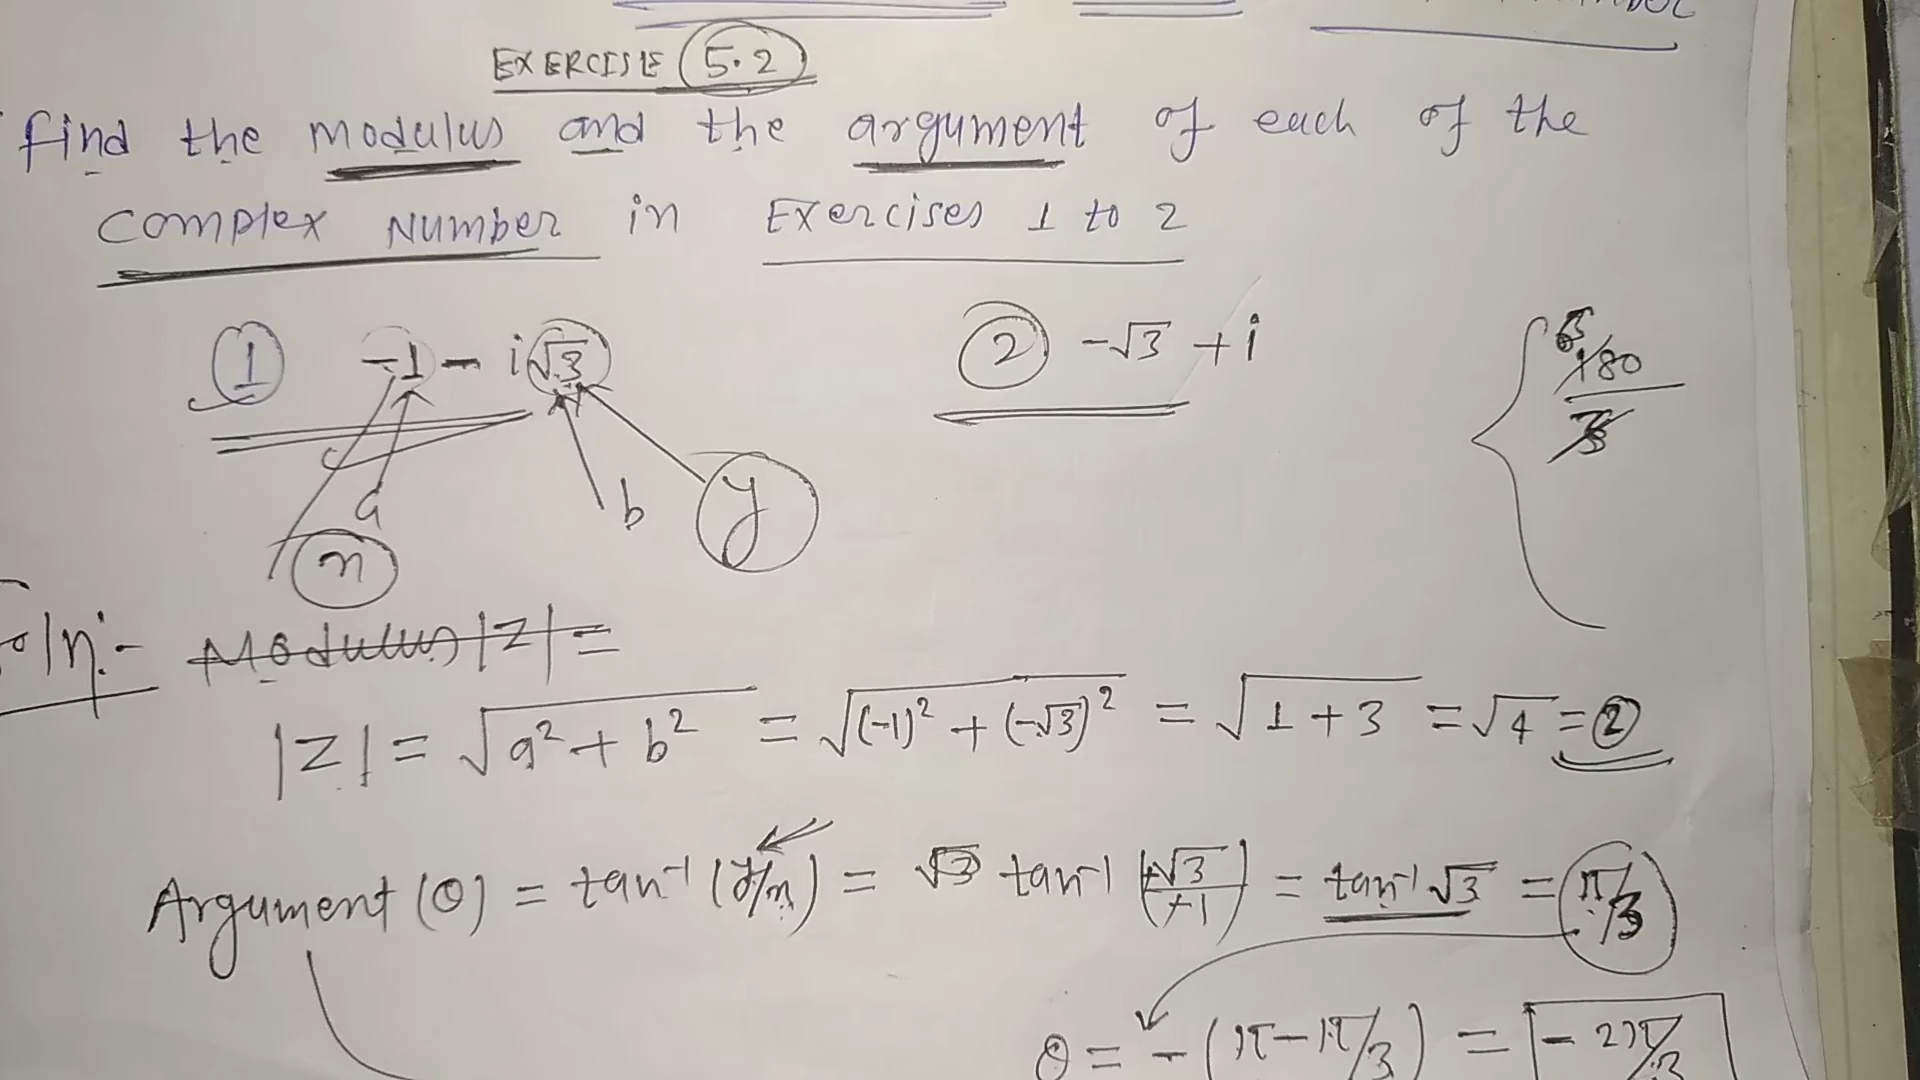 EXERCISE 5.2
find the modulus and the argument of each of the
complex Number in Exercises 1 to 2
① -1 - i√3
② -√3 + i
180
a
b
y
x
Soln:- Modulus |Z| =
|Z| = √(a² + b²) = √((-1)² + (-√3)²) = √(1+3) = √4 = 2
Argument (θ) = tan⁻¹ (y/x) = √3 tan⁻¹ (√3/1) = tan⁻¹ √3 = π/3
θ = -(π - π/3) = - 2π/3